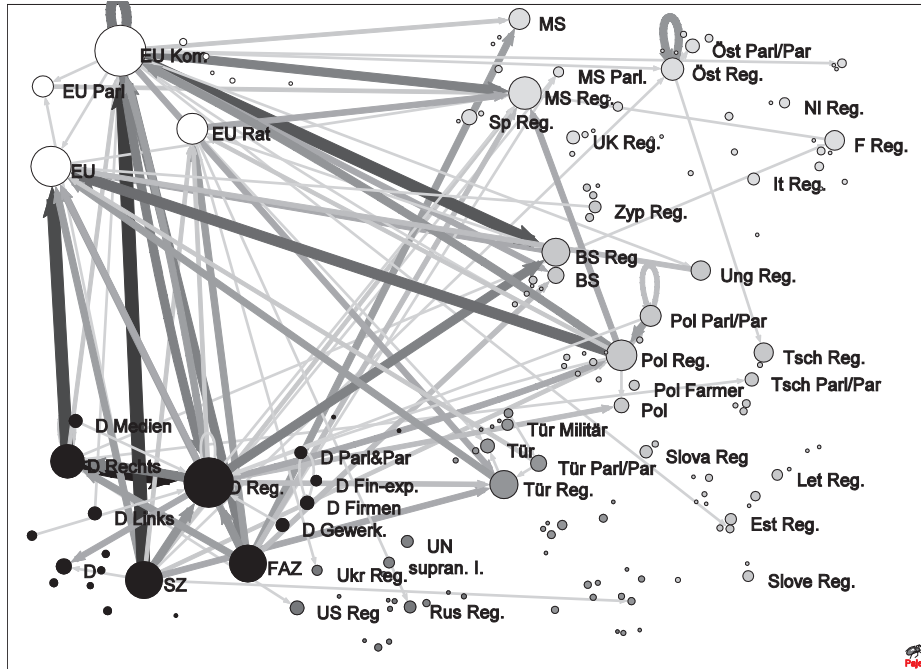 MS
EU Kom.
Öst Parl/Par
Öst Reg.
MS Parl.
EU Parl
MS Reg.
Nl Reg.
Sp Reg.
EU Rat
UK Reg.
F Reg.
EU
It Reg.
Zyp Reg.
BS Reg
BS
Ung Reg.
Pol Parl/Par
Pol Reg.
Tsch Reg.
Pol Farmer
Tsch Parl/Par
Pol
D Medien
Tür Militär
Tür
D Parl&Par
Slova Reg
D Rechts
Tür Parl/Par
D Reg.
D Fin-exp.
Tür Reg.
Let Reg.
D Firmen
D Links
D Gewerk.
Est Reg.
UN
supran. I.
D
FAZ
Ukr Reg.
SZ
Slove Reg.
US Reg
Rus Reg.